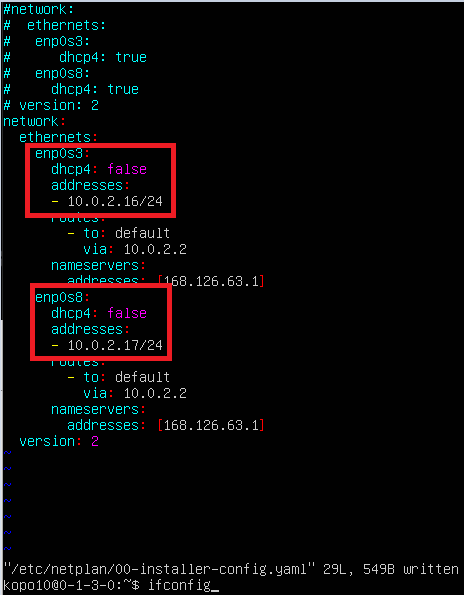 #network:
#  ethernets:
#   enp0s3:
#      dhcp4: true
#   enp0s8:
#     dhcp4: true
# version: 2
network:
  ethernets:
    enp0s3:
      dhcp4: false
      addresses:
      - 10.0.2.16/24
      routes:
        - to: default
          via: 10.0.2.2
      nameservers:
        addresses: [168.126.63.1]
    enp0s8:
      dhcp4: false
      addresses:
      - 10.0.2.17/24
      routes:
        - to: default
          via: 10.0.2.2
      nameservers:
        addresses: [168.126.63.1]
  version: 2
~
~
~
~
~
~
~
"/etc/netplan/00-installer-config.yaml" 29L, 549B written
kopo10@0-1-3-0:~$ ifconfig_